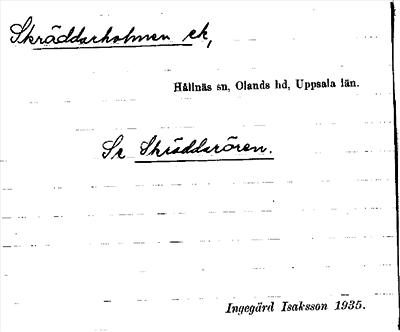 Skräddarholmen ek,
Hållnäs sn, Olands hd, Uppsala län.
Se Skräddarören.
Ingegärd Isaksson 1935.